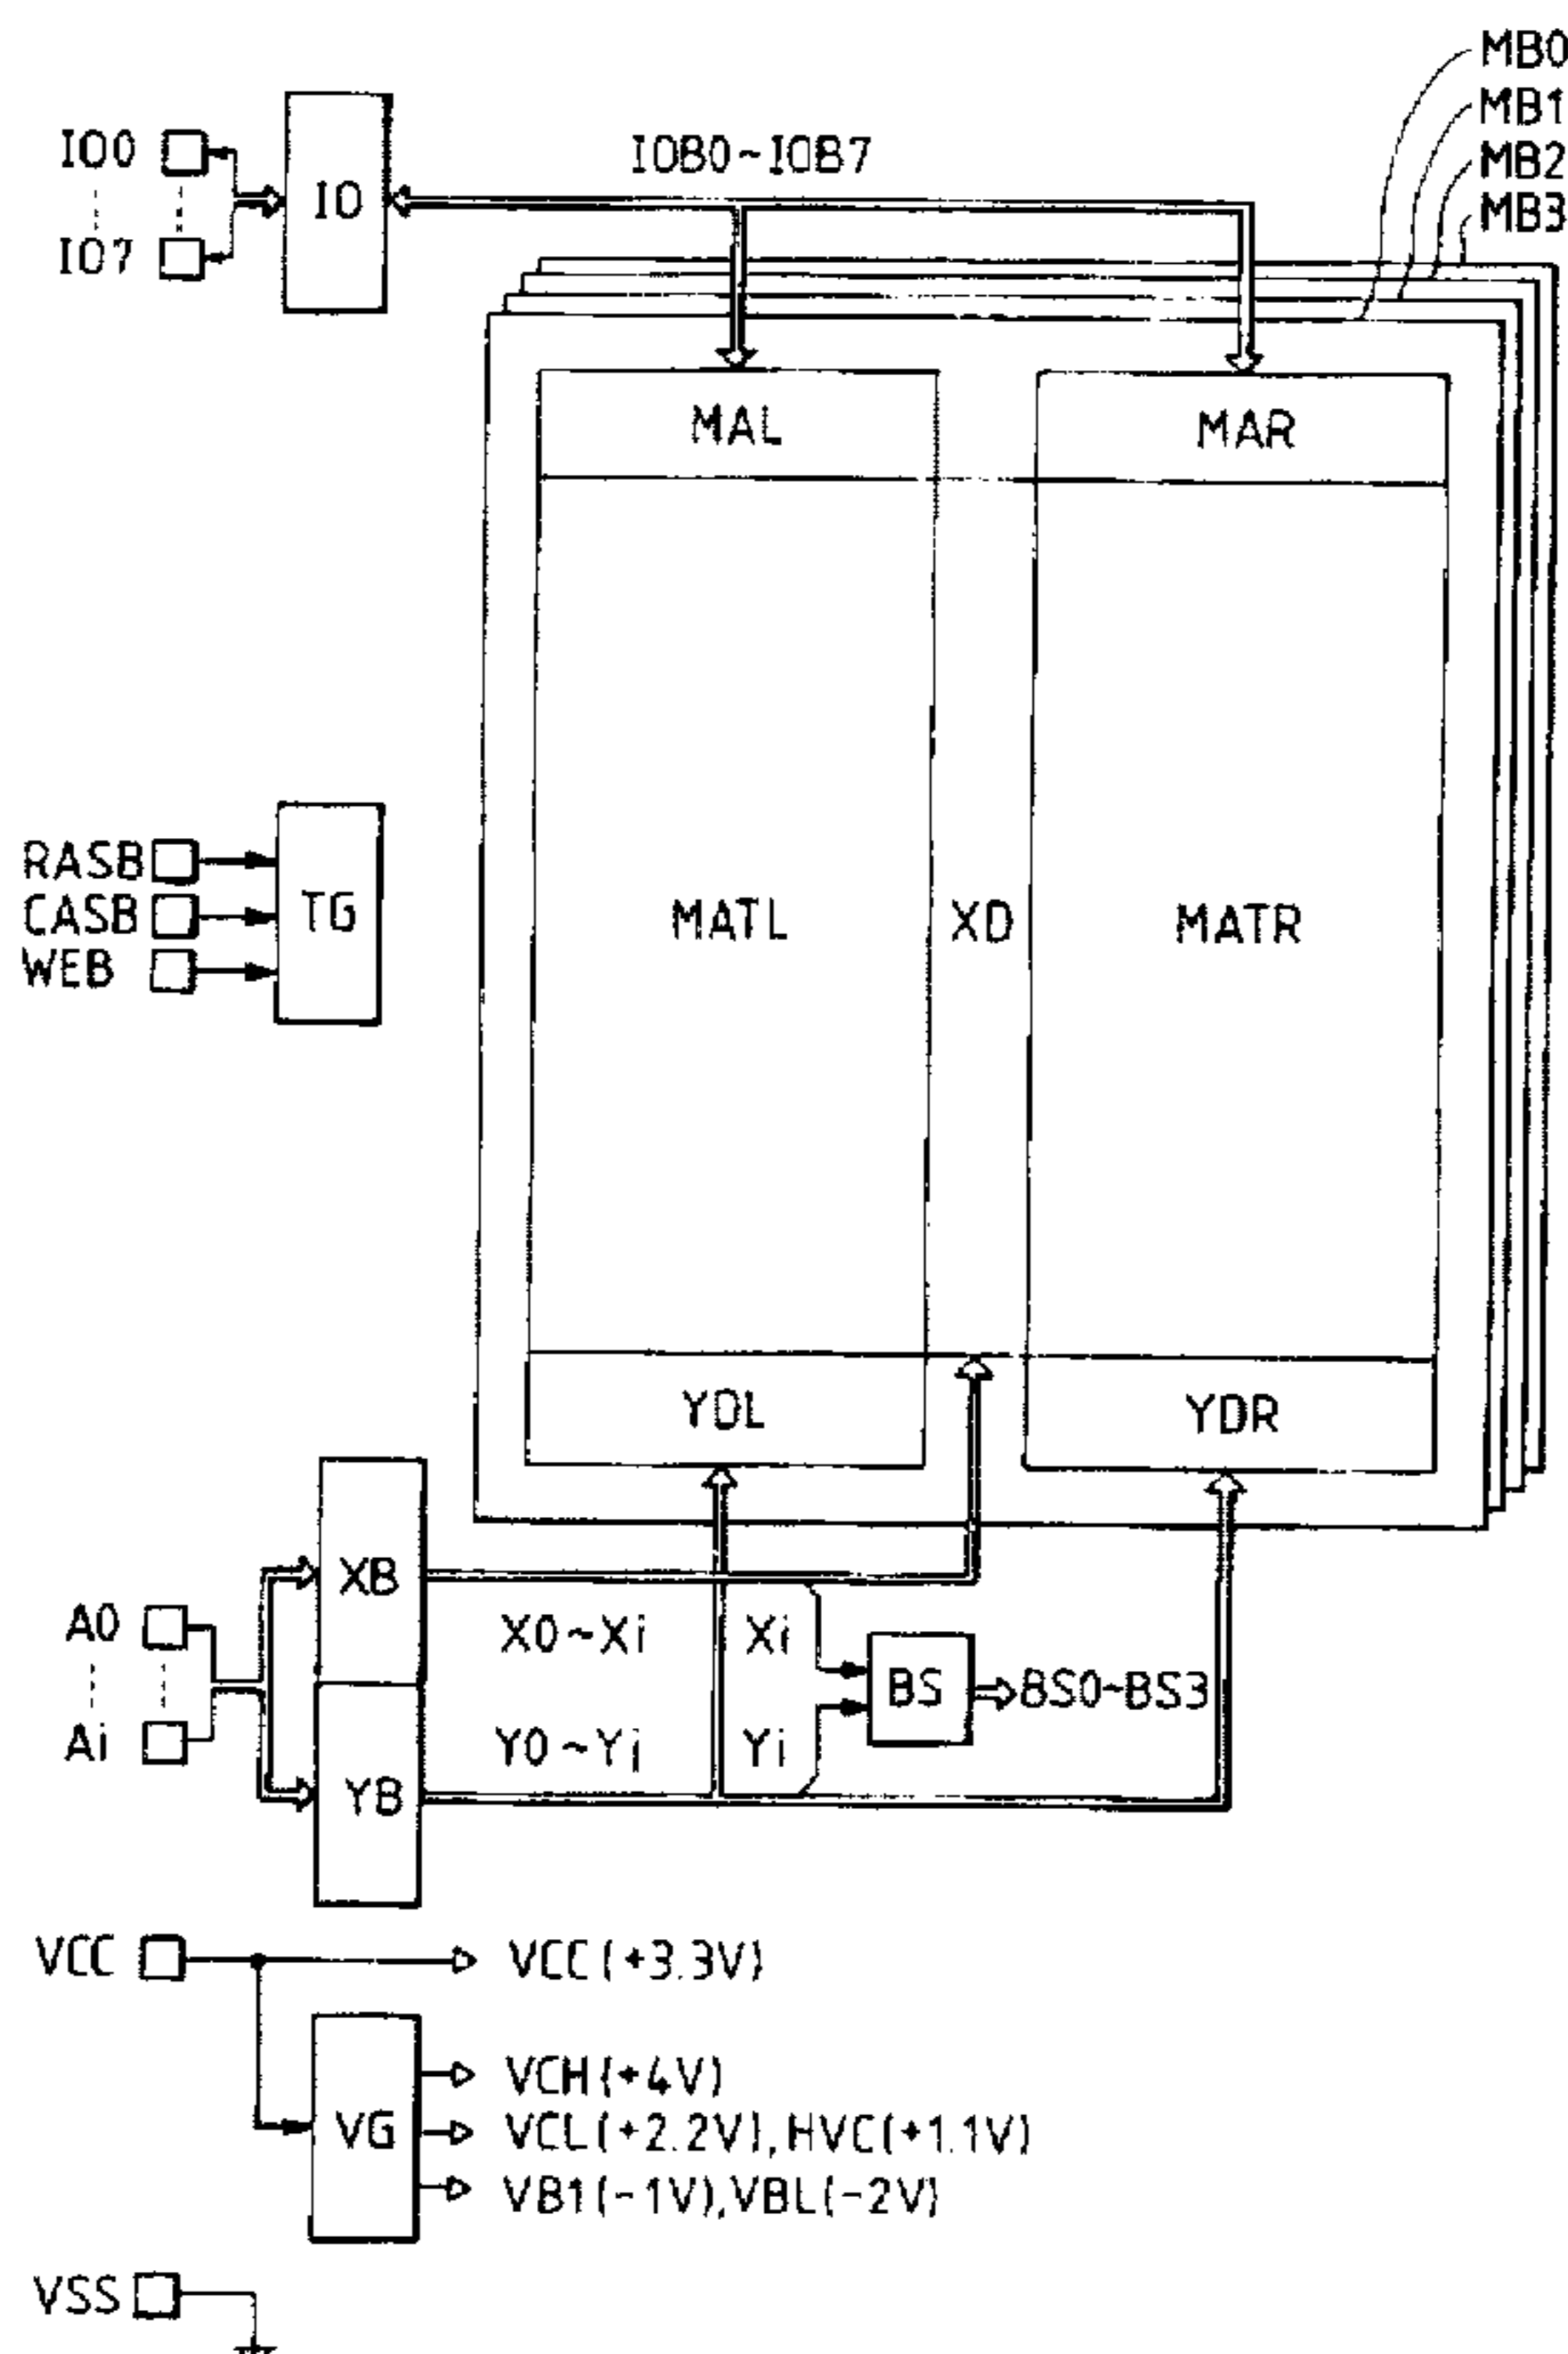 MB0
MB1
MB2
MB3
IO0
IO7
IO
IOB0~IOB7
MAL
MAR
RASB
CASB
WEB
TG
MATL
XD
MATR
YDL
YDR
A0
Ai
XB
YB
X0~Xi
Xi
Y0~Yi
Yi
BS
BS0~BS3
VCC
VCC(+3.3V)
VG
VCH(+4V)
VCL(+2.2V),HVC(+1.1V)
VB1(-1V),VBL(-2V)
VSS